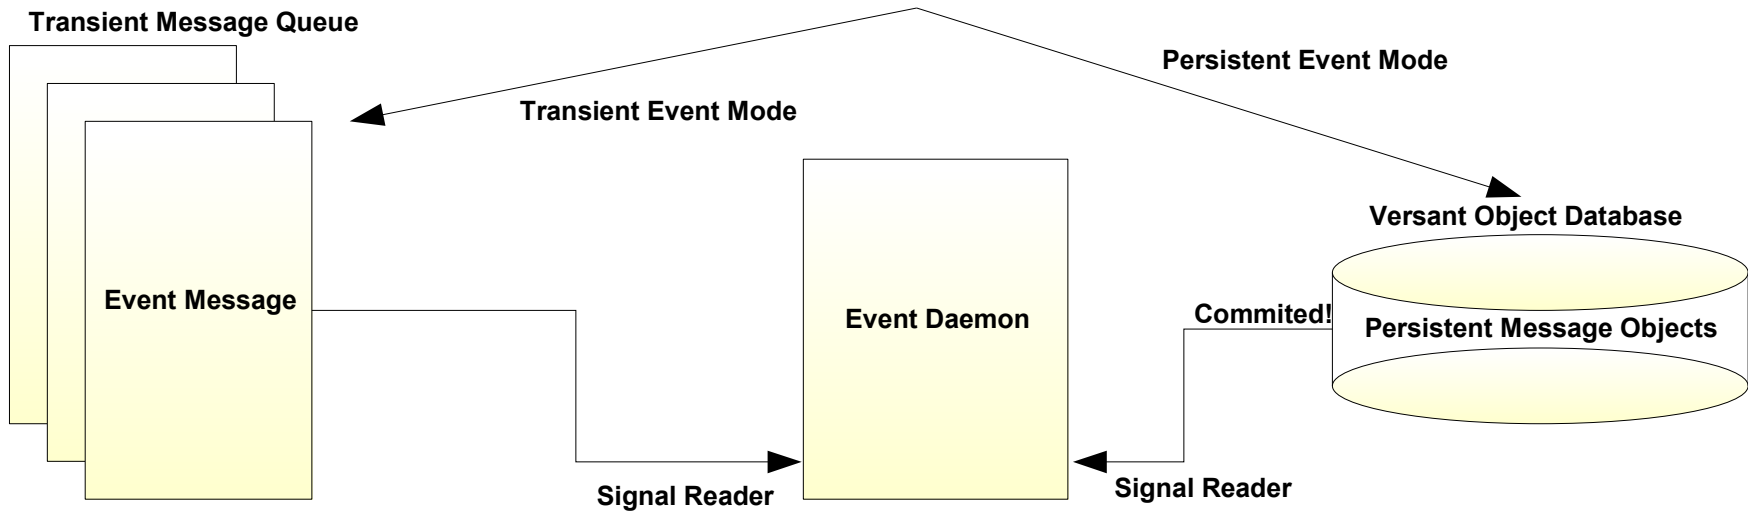 Transient Message Queue
Persistent Event Mode
Transient Event Mode
Versant Object Database
Event Message
Event Daemon
Commited!
Persistent Message Objects
Signal Reader
Signal Reader